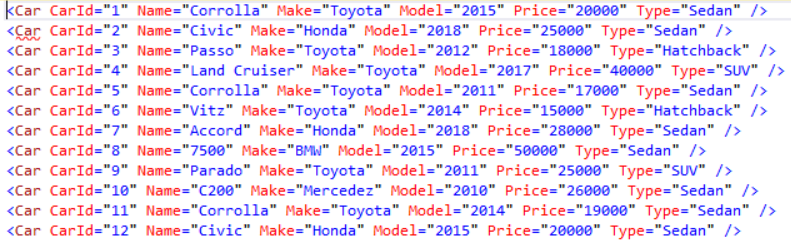 <Car CarId="1" Name="Corrolla" Make="Toyota" Model="2015" Price="20000" Type="Sedan" />
<Car CarId="2" Name="Civic" Make="Honda" Model="2018" Price="25000" Type="Sedan" />
<Car CarId="3" Name="Passo" Make="Toyota" Model="2012" Price="18000" Type="Hatchback" />
<Car CarId="4" Name="Land Cruiser" Make="Toyota" Model="2017" Price="40000" Type="SUV" />
<Car CarId="5" Name="Corrolla" Make="Toyota" Model="2011" Price="17000" Type="Sedan" />
<Car CarId="6" Name="Vitz" Make="Toyota" Model="2014" Price="15000" Type="Hatchback" />
<Car CarId="7" Name="Accord" Make="Honda" Model="2018" Price="28000" Type="Sedan" />
<Car CarId="8" Name="7500" Make="BMW" Model="2015" Price="50000" Type="Sedan" />
<Car CarId="9" Name="Parado" Make="Toyota" Model="2011" Price="25000" Type="SUV" />
<Car CarId="10" Name="C200" Make="Mercedez" Model="2010" Price="26000" Type="Sedan" />
<Car CarId="11" Name="Corrolla" Make="Toyota" Model="2014" Price="19000" Type="Sedan" />
<Car CarId="12" Name="Civic" Make="Honda" Model="2015" Price="20000" Type="Sedan" />